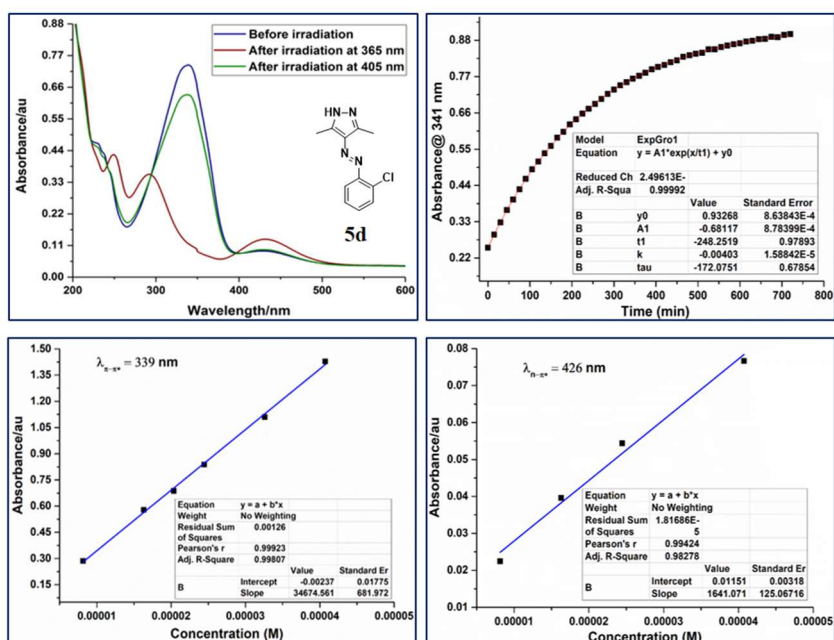 Before irradiation
After irradiation at 365 nm
After irradiation at 405 nm
0.88
0.77
0.66
0.55
0.44
0.33
0.22
0.11
0.00
Absorbance/au
HN-N
N
N
Cl
5d
200 300 400 500 600
Wavelength/nm
0.88
0.77
0.66
0.55
0.44
0.33
0.22
Absorbance@ 341 nm
Model ExpGro1
Equation y = A1*exp(x/t1) + y0
Reduced Ch 2.49613E-
Adj. R-Squa 0.99992
Value Standard Error
B y0 0.93268 8.63843E-4
B A1 -0.68117 8.78399E-4
B t1 -248.2519 0.97893
B k -0.00403 1.58842E-5
B tau -172.0751 0.67854
0 100 200 300 400 500 600 700 800
Time (min)
λπ-π* = 339 nm
1.50
1.35
1.20
1.05
0.90
0.75
0.60
0.45
0.30
0.15
Absorbance/au
Equation y = a + b*x
Weight No Weighting
Residual Sum 0.00126
of Squares
Pearson's r 0.99923
Adj. R-Square 0.99807
Value Standard Er
B Intercept -0.00237 0.01775
Slope 34674.561 681.972
0.00001 0.00002 0.00003 0.00004 0.00005
Concentration (M)
λn-π* = 426 nm
0.08
0.07
0.06
0.05
0.04
0.03
0.02
0.01
Absorbance/au
Equation y = a + b*x
Weight No Weighting
Residual Sum 1.81686E-
of Squares 5
Pearson's r 0.99424
Adj. R-Square 0.98278
Value Standard Err
B Intercept 0.01151 0.00318
Slope 1641.071 125.06716
0.00001 0.00002 0.00003 0.00004 0.00005
Concentration (M)